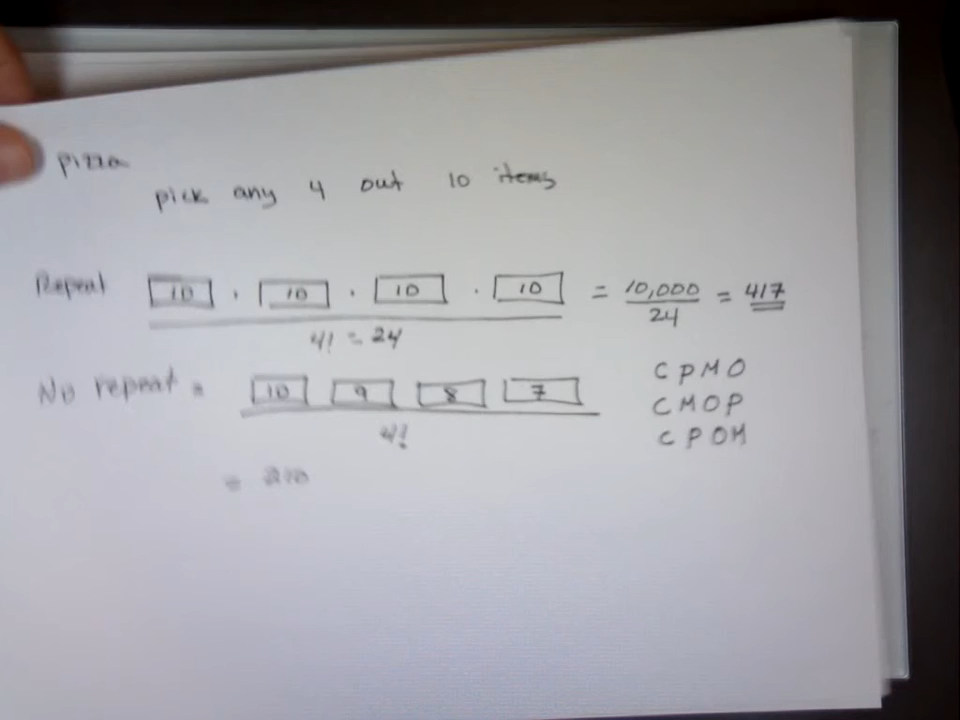 pizza
pick any 4 out 10 items
Repeat 10 . 10 . 10 . 10 = 10,000 / 24 = 417
4! = 24
No repeat = 10 9 8 7
4!
= 210
CPMO
CMOP
CPOM